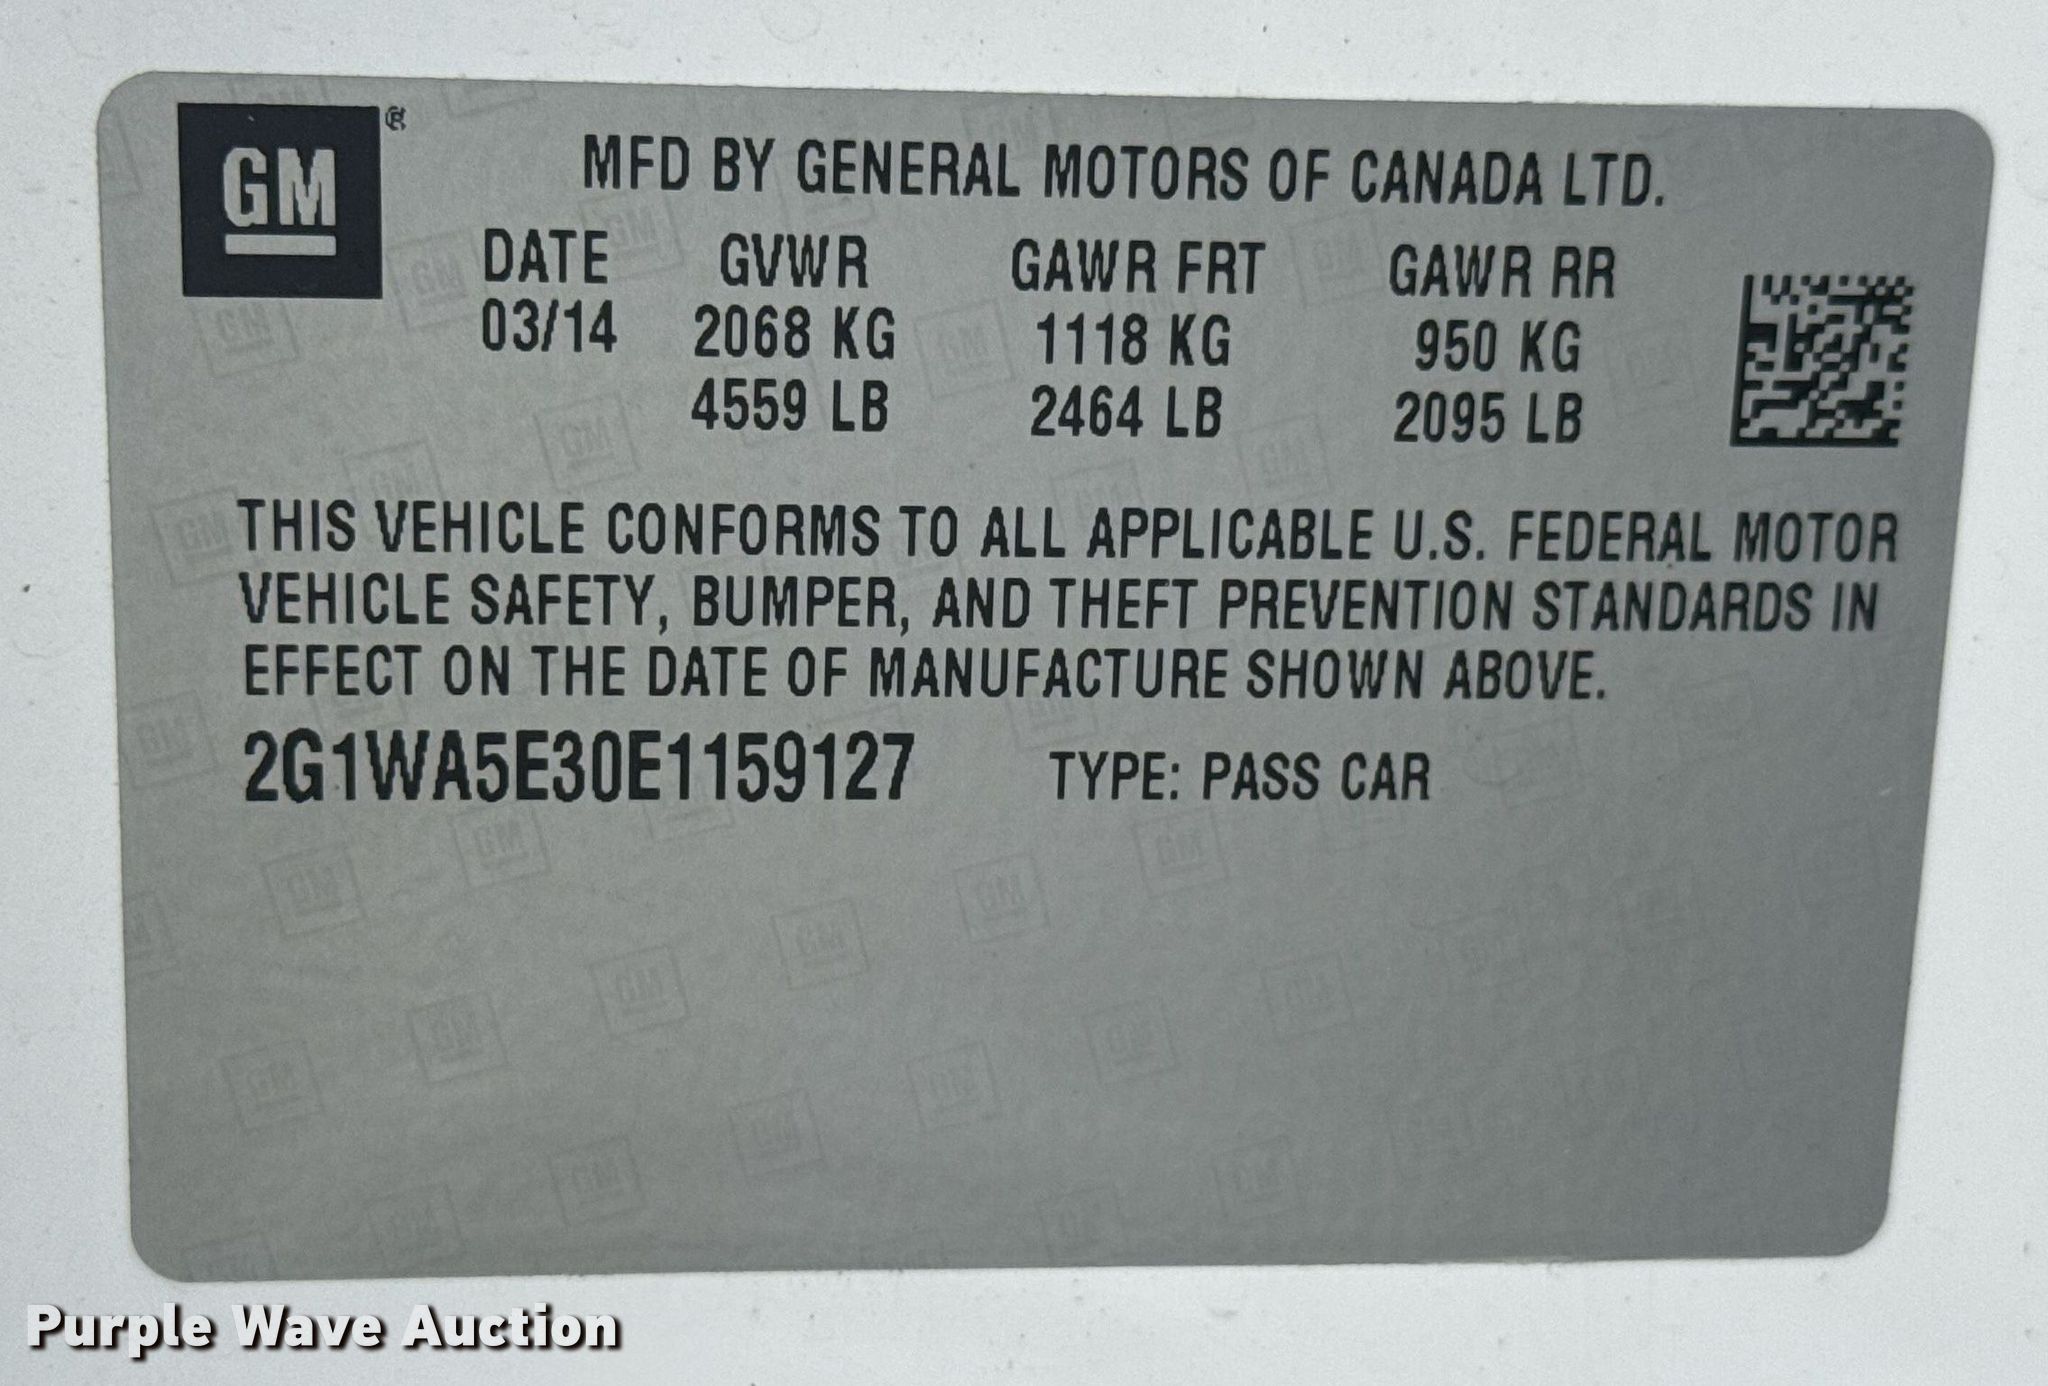 GM ®
MFD BY GENERAL MOTORS OF CANADA LTD.
DATE GVWR GAWR FRT GAWR RR
03/14 2068 KG 1118 KG 950 KG
4559 LB 2464 LB 2095 LB
THIS VEHICLE CONFORMS TO ALL APPLICABLE U.S. FEDERAL MOTOR
VEHICLE SAFETY, BUMPER, AND THEFT PREVENTION STANDARDS IN
EFFECT ON THE DATE OF MANUFACTURE SHOWN ABOVE.
2G1WA5E30E1159127 TYPE: PASS CAR
Purple Wave Auction